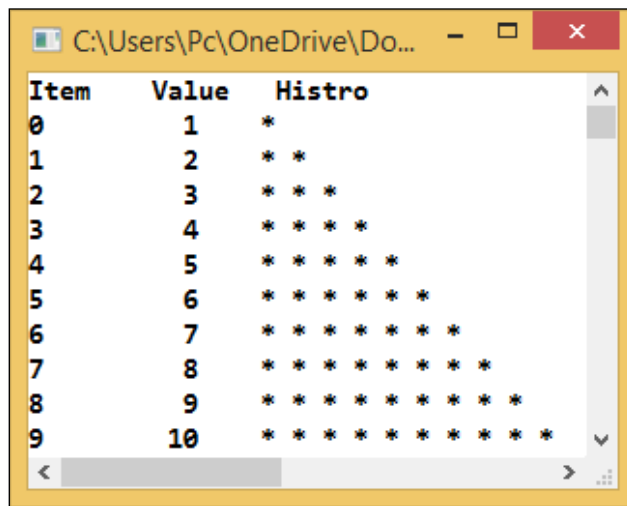 C:\Users\Pc\OneDrive\Do...
Item Value Histro
0 1 *
1 2 * *
2 3 * * *
3 4 * * * *
4 5 * * * * *
5 6 * * * * * *
6 7 * * * * * * *
7 8 * * * * * * * *
8 9 * * * * * * * * *
9 10 * * * * * * * * * *